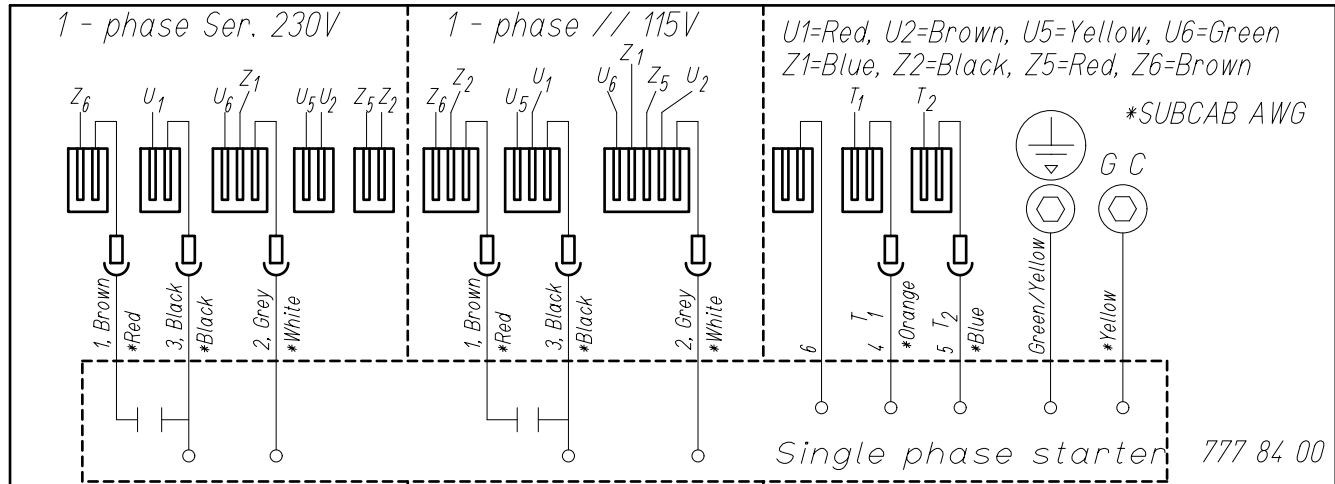 1 - phase Ser. 230V
Z6 U1 U6 Z1 U5 U2 Z5 Z2
1, Brown
*Red
3, Black
*Black
2, Grey
*White
1 - phase // 115V
Z6 Z2 U5 U1 U6 Z1 Z5 U2
1, Brown
*Red
3, Black
*Black
2, Grey
*White
U1=Red, U2=Brown, U5=Yellow, U6=Green
Z1=Blue, Z2=Black, Z5=Red, Z6=Brown
*SUBCAB AWG
T1 T2
G C
6
4 T1
*Orange
5 T2
*Blue
Green/Yellow
*Yellow
Single phase starter
777 84 00